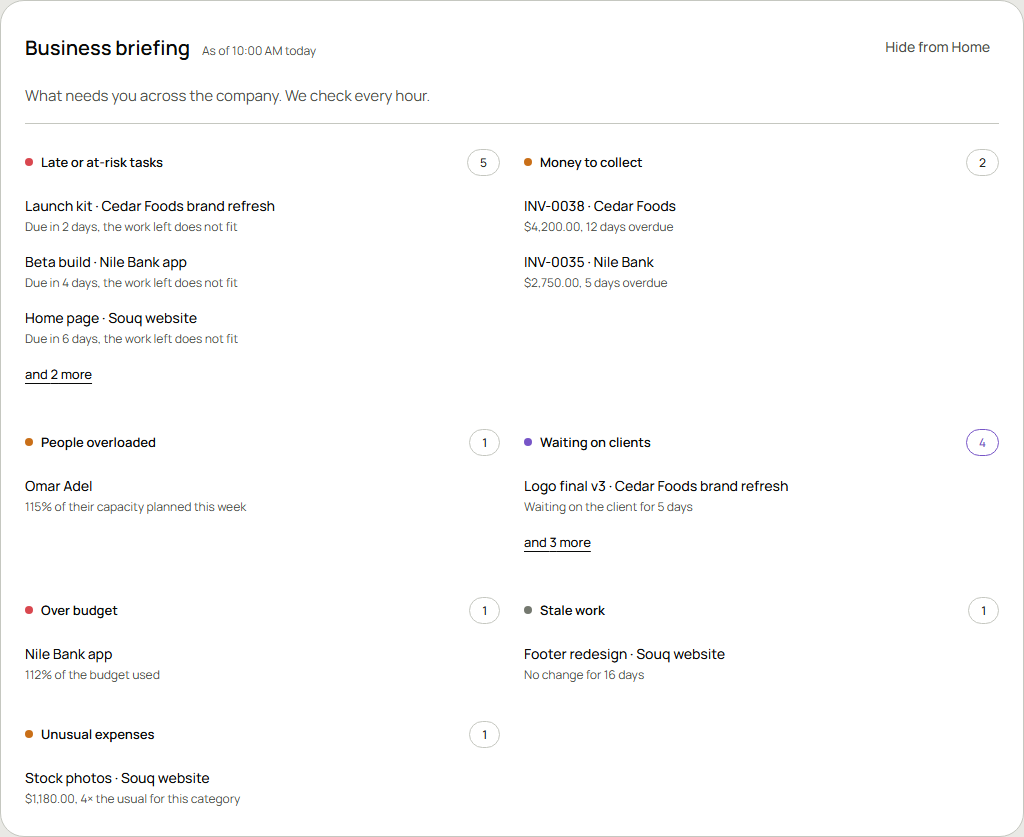 Business briefing As of 10:00 AM today
Hide from Home
What needs you across the company. We check every hour.
Late or at-risk tasks 5
Launch kit · Cedar Foods brand refresh
Due in 2 days, the work left does not fit
Beta build · Nile Bank app
Due in 4 days, the work left does not fit
Home page · Souq website
Due in 6 days, the work left does not fit
and 2 more
Money to collect 2
INV-0038 · Cedar Foods
$4,200.00, 12 days overdue
INV-0035 · Nile Bank
$2,750.00, 5 days overdue
People overloaded 1
Omar Adel
115% of their capacity planned this week
Waiting on clients 4
Logo final v3 · Cedar Foods brand refresh
Waiting on the client for 5 days
and 3 more
Over budget 1
Nile Bank app
112% of the budget used
Stale work 1
Footer redesign · Souq website
No change for 16 days
Unusual expenses 1
Stock photos · Souq website
$1,180.00, 4× the usual for this category